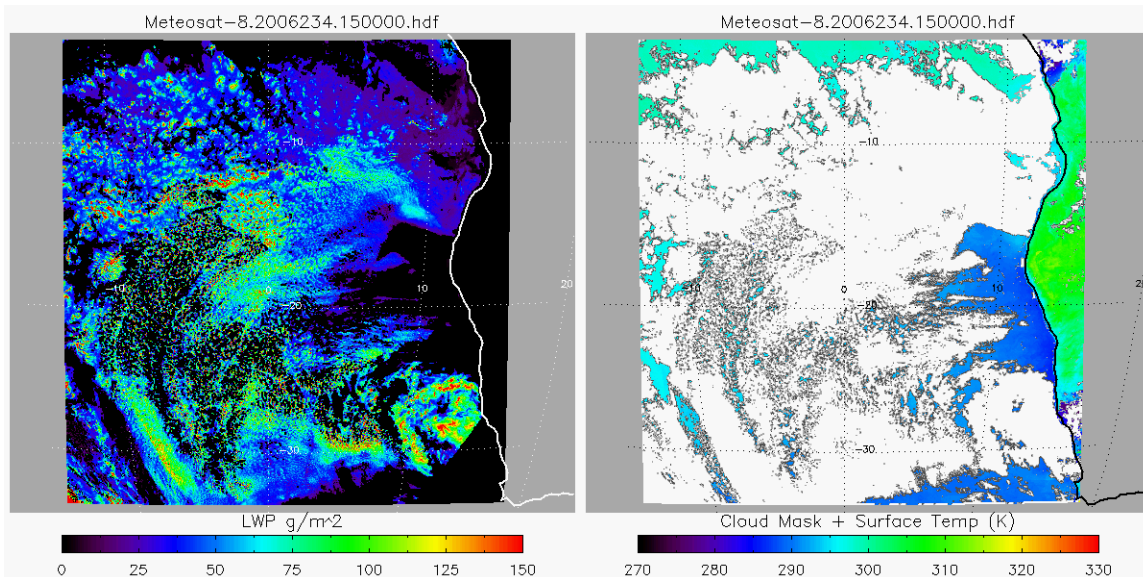 Meteosat-8.2006234.150000.hdf
-10
-10
0
10
20
-20
-30
LWP g/m^2
0 25 50 75 100 125 150
Meteosat-8.2006234.150000.hdf
-10
-10
0
10
20
-20
-30
Cloud Mask + Surface Temp (K)
270 280 290 300 310 320 330